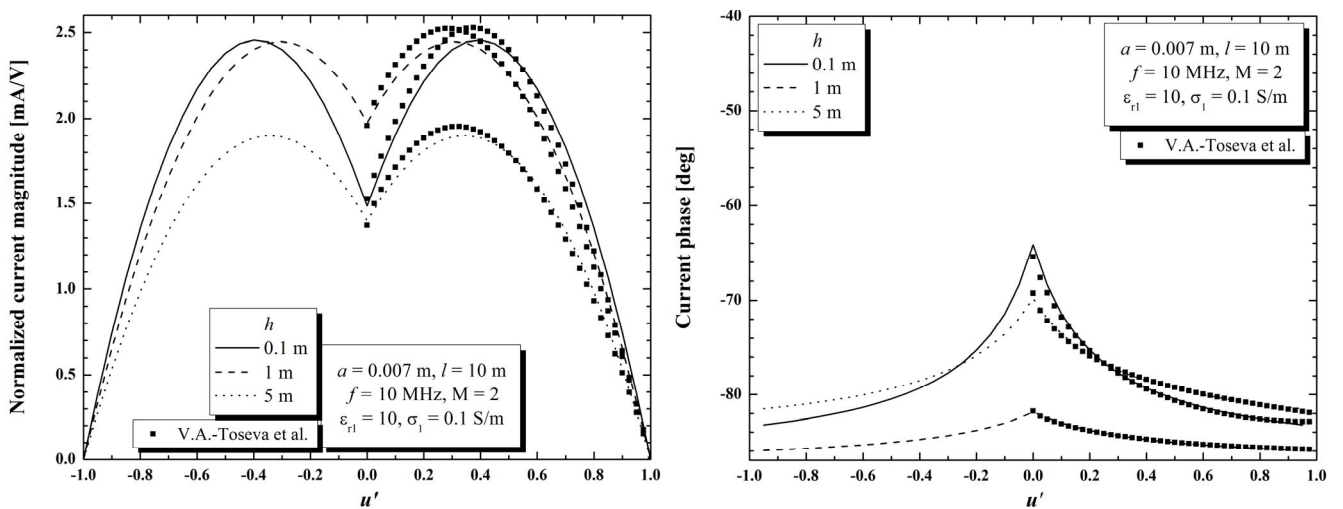 Normalized current magnitude [mA/V]
2.5
2.0
1.5
1.0
0.5
0.0
h
0.1 m
1 m
5 m
a = 0.007 m, l = 10 m
f = 10 MHz, M = 2
εr1 = 10, σ1 = 0.1 S/m
V.A.-Toseva et al.
-1.0 -0.8 -0.6 -0.4 -0.2 0.0 0.2 0.4 0.6 0.8 1.0
u'
Current phase [deg]
-40
-50
-60
-70
-80
h
0.1 m
1 m
5 m
a = 0.007 m, l = 10 m
f = 10 MHz, M = 2
εr1 = 10, σ1 = 0.1 S/m
V.A.-Toseva et al.
-1.0 -0.8 -0.6 -0.4 -0.2 0.0 0.2 0.4 0.6 0.8 1.0
u'